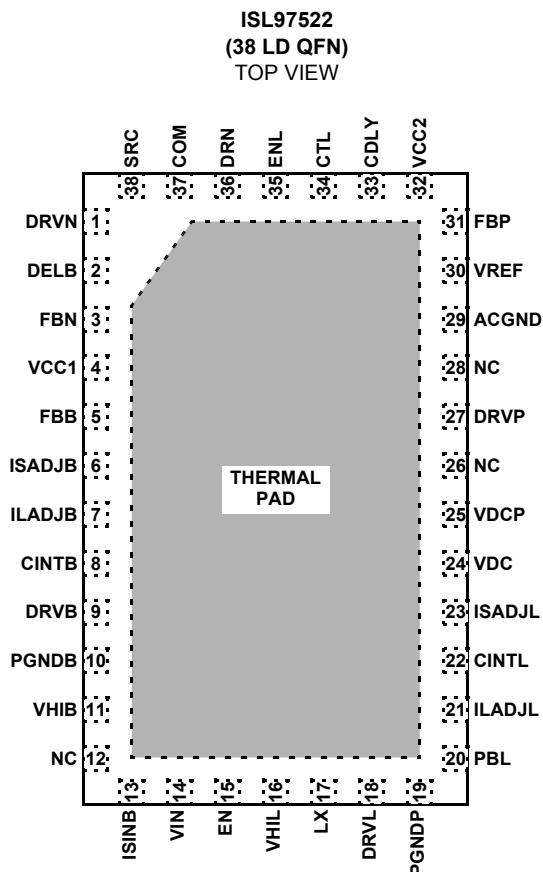 ISL97522
(38 LD QFN)
TOP VIEW
38 SRC
37 COM
36 DRN
35 ENL
34 CTL
33 CDLY
32 VCC2
DRVN 1
DELB 2
FBN 3
VCC1 4
FBB 5
ISADJB 6
ILADJB 7
CINTB 8
DRVB 9
PGNDB 10
VHIB 11
NC 12
THERMAL
PAD
31 FBP
30 VREF
29 ACGND
28 NC
27 DRVP
26 NC
25 VDCP
24 VDC
23 ISADJL
22 CINTL
21 ILADJL
20 PBL
ISINB 13
VIN 14
EN 15
VHIL 16
LX 17
DRVL 18
PGNDP 19